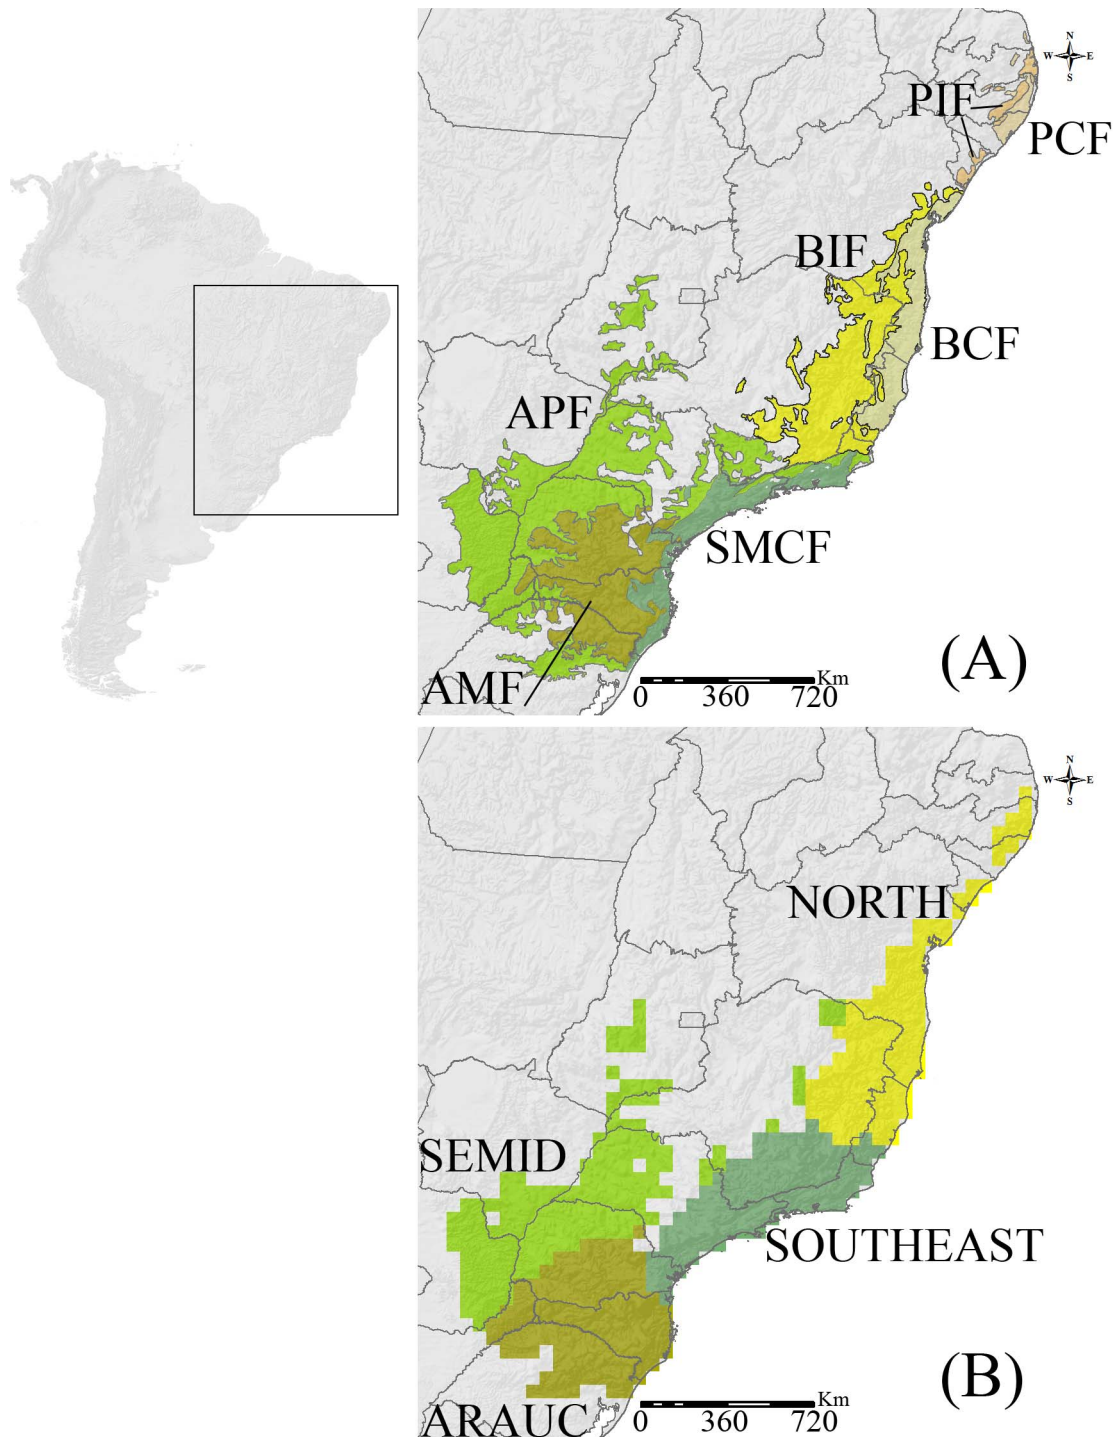 N
W E
S
PIF
PCF
BIF
BCF
APF
SMCF
(A)
AMF
Km
0 360 720
N
W E
S
NORTH
SEMID
SOUTHEAST
(B)
ARAUC
Km
0 360 720